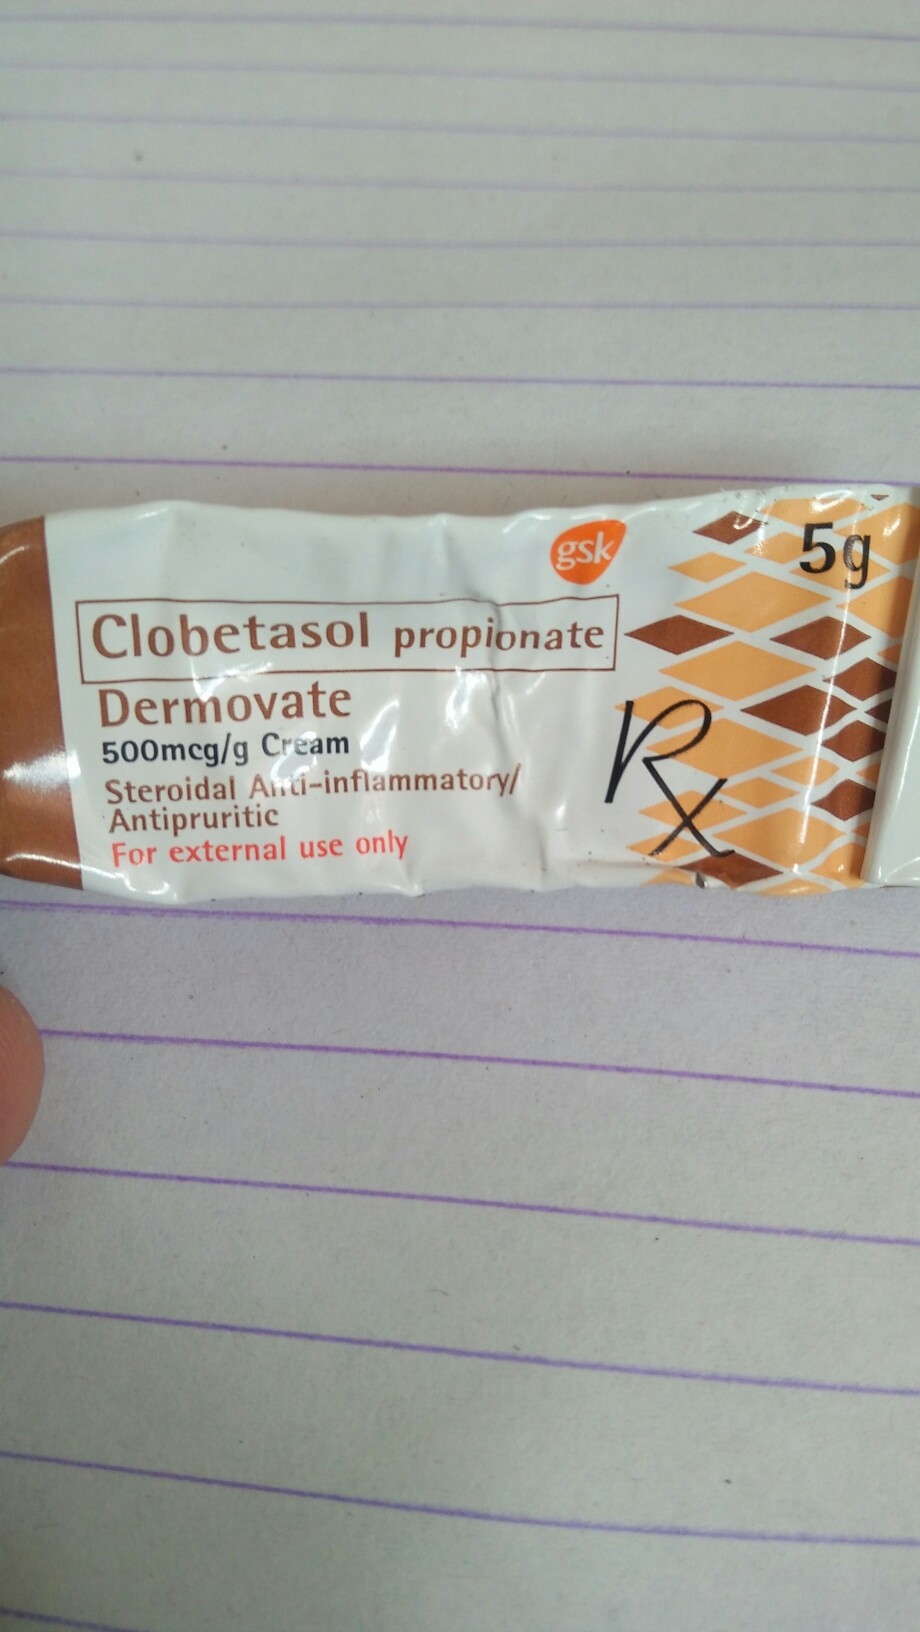 gsk
5g
Clobetasol propionate
Dermovate
500mcg/g Cream
Steroidal Anti-inflammatory/
Antipruritic
For external use only
Rx